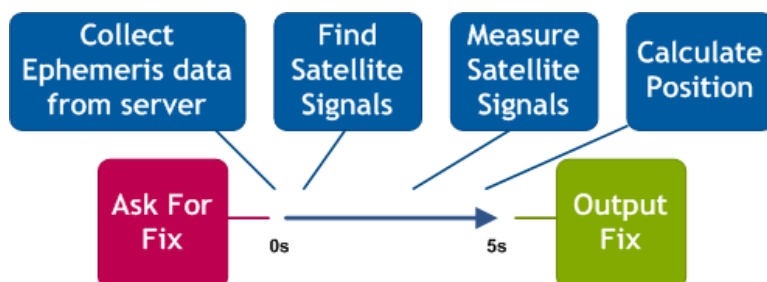 Collect
Ephemeris data
from server
Find
Satellite
Signals
Measure
Satellite
Signals
Calculate
Position
Ask For
Fix
0s
5s
Output
Fix